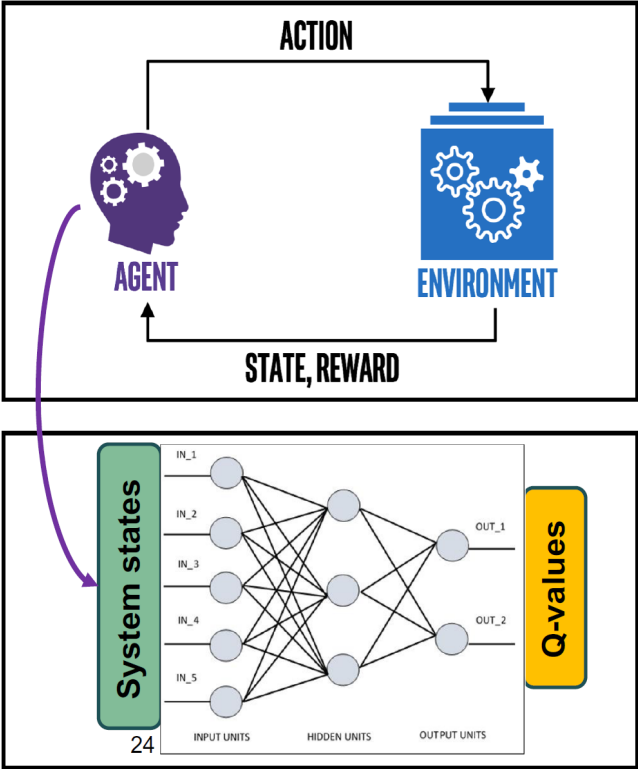 ACTION
AGENT
ENVIRONMENT
STATE, REWARD
System states
IN_1
IN_2
IN_3
IN_4
IN_5
OUT_1
OUT_2
Q-values
24
INPUT UNITS
HIDDEN UNITS
OUTPUT UNITS